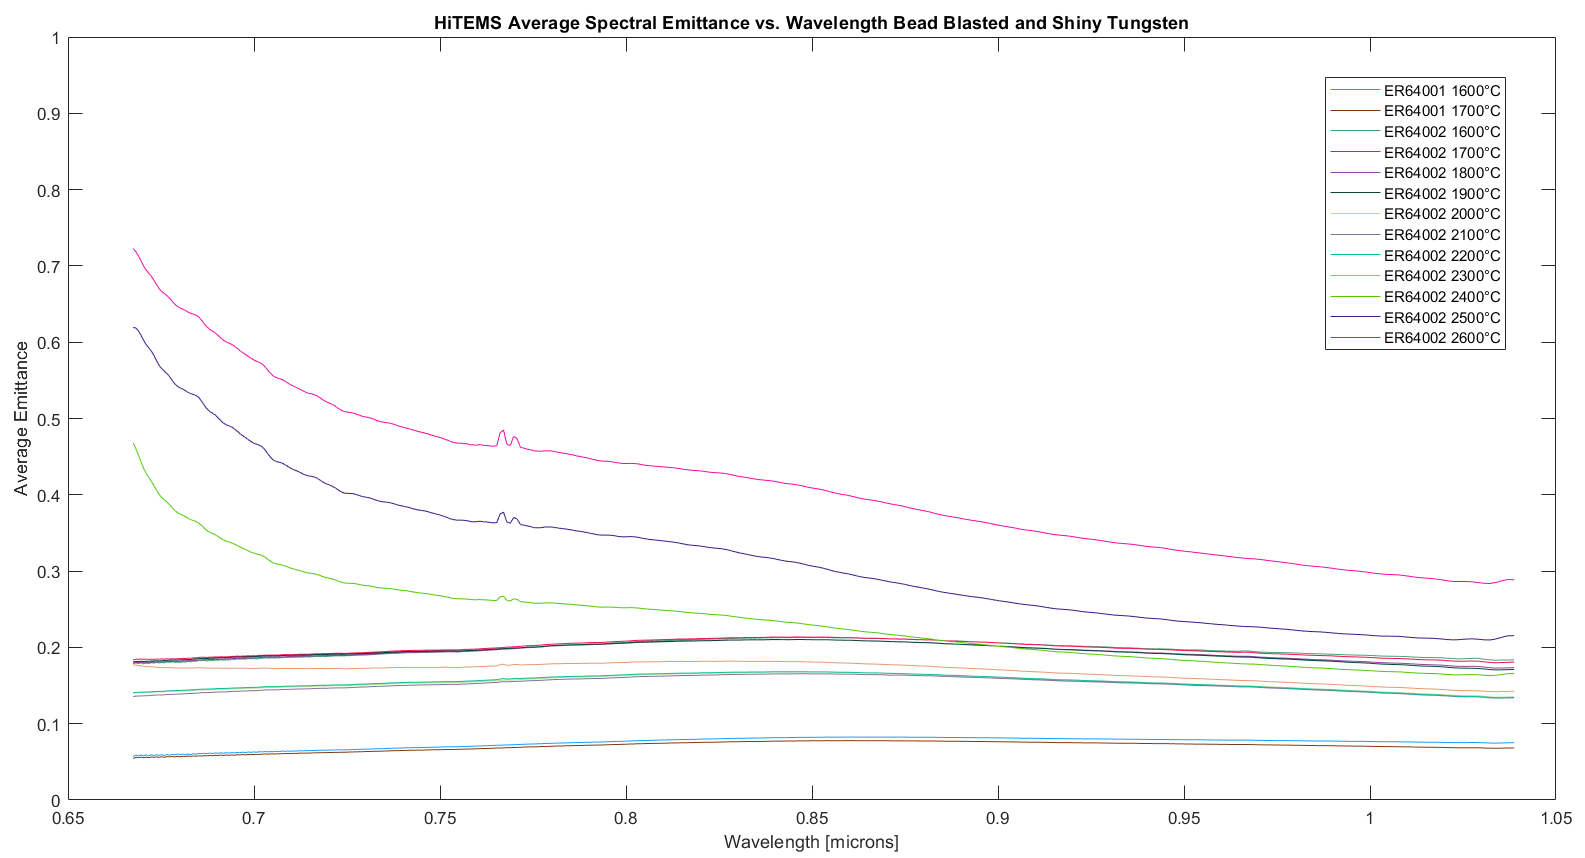 HiTEMS Average Spectral Emittance vs. Wavelength Bead Blasted and Shiny Tungsten
1
0.9
0.8
0.7
0.6
0.5
0.4
0.3
0.2
0.1
0
Average Emittance
ER64001 1600°C
ER64001 1700°C
ER64002 1600°C
ER64002 1700°C
ER64002 1800°C
ER64002 1900°C
ER64002 2000°C
ER64002 2100°C
ER64002 2200°C
ER64002 2300°C
ER64002 2400°C
ER64002 2500°C
ER64002 2600°C
0.65 0.7 0.75 0.8 0.85 0.9 0.95 1 1.05
Wavelength [microns]